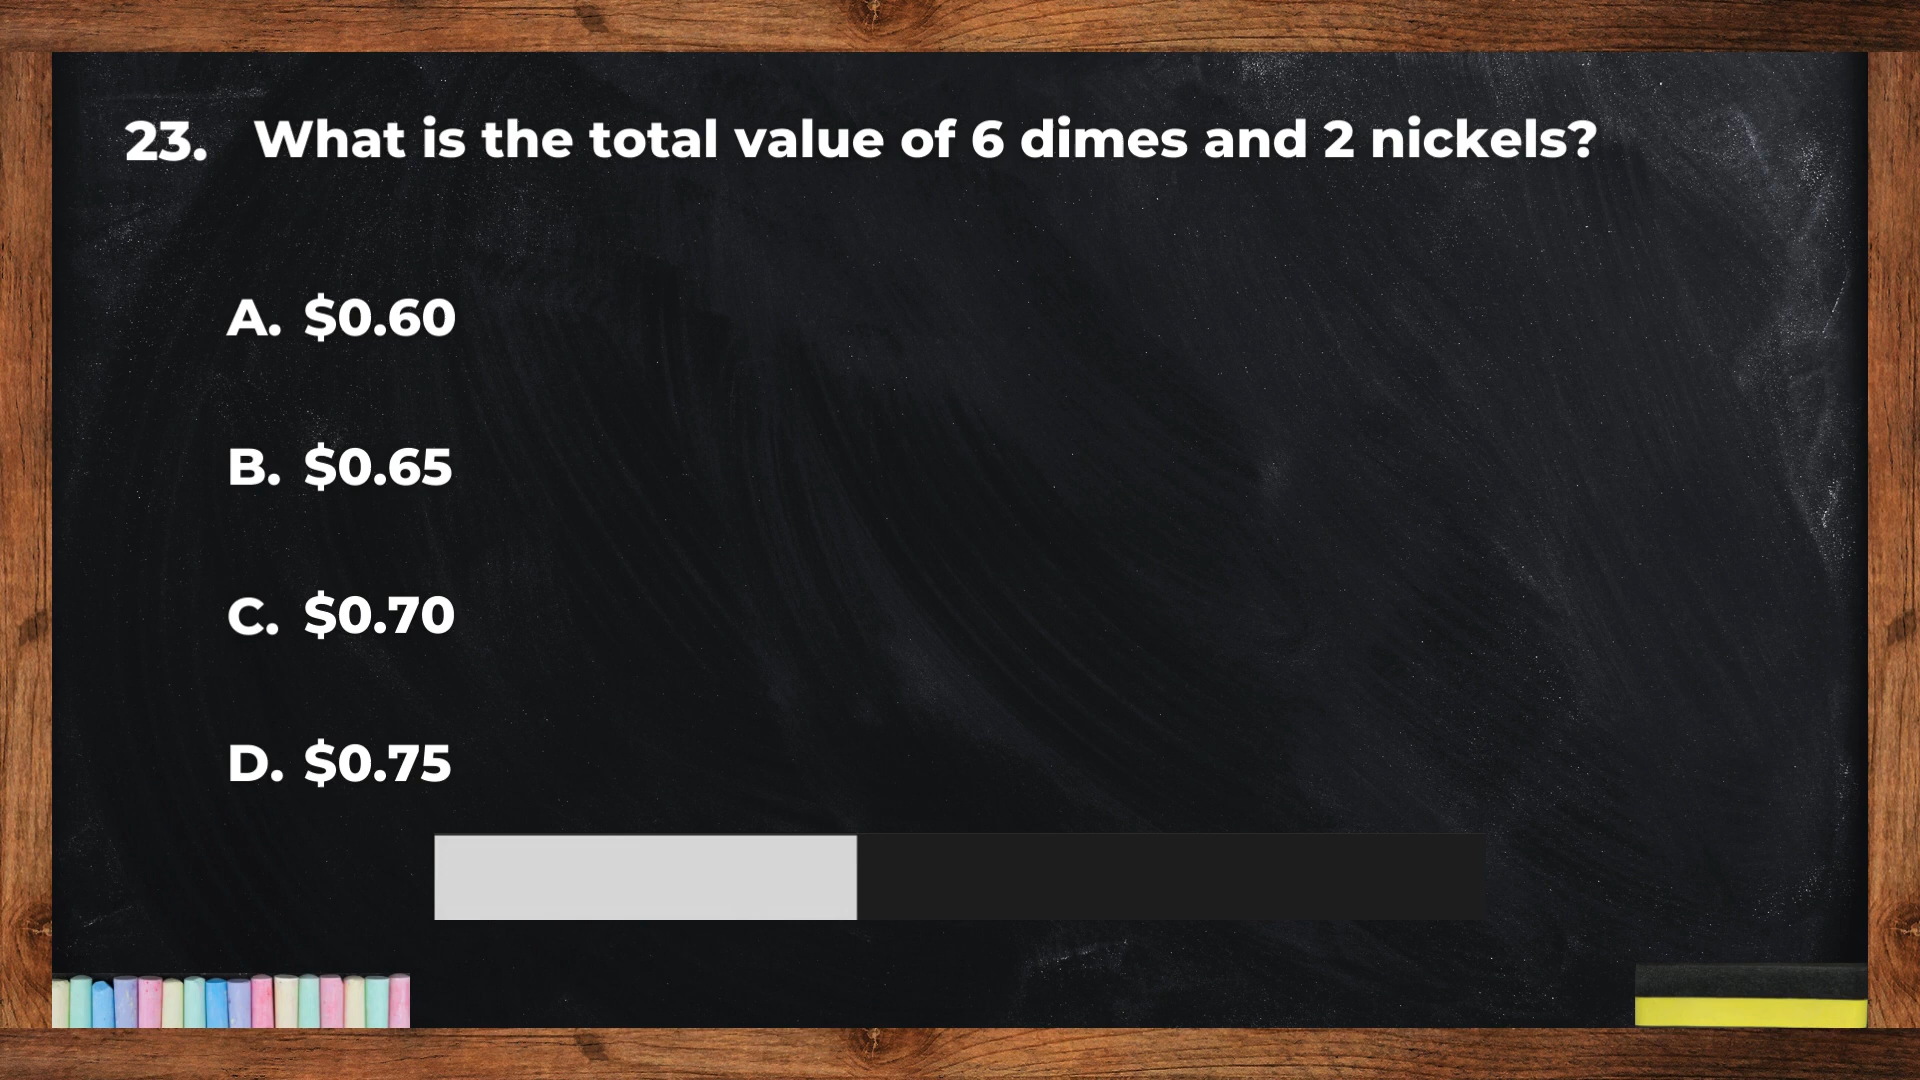 23. What is the total value of 6 dimes and 2 nickels?
A. $0.60
B. $0.65
C. $0.70
D. $0.75